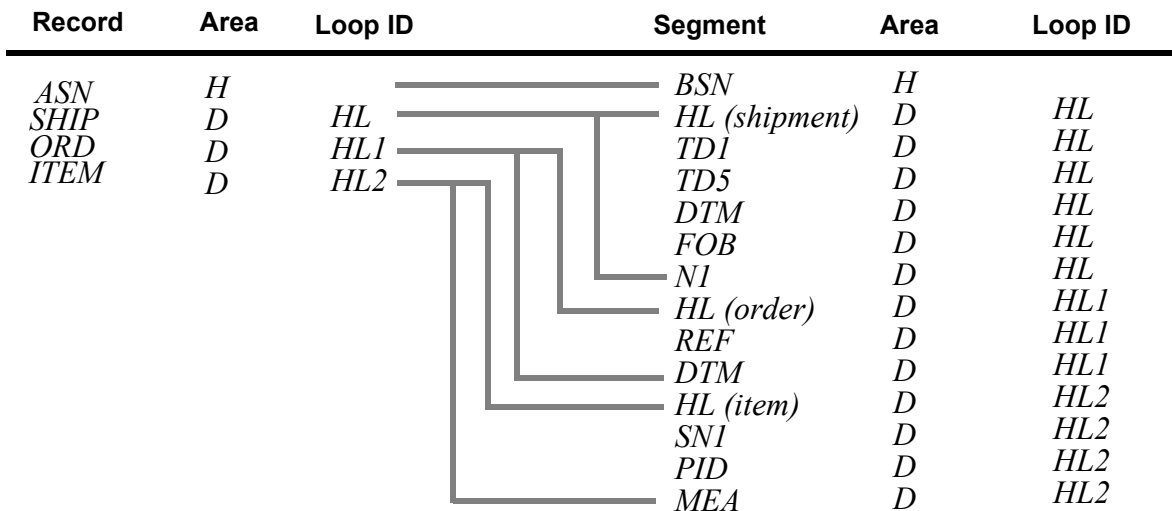 Record Area Loop ID Segment Area Loop ID
ASN H BSN H
SHIP D HL HL (shipment) D HL
ORD D HL1 TD1 D HL
ITEM D HL2 TD5 D HL
DTM D HL
FOB D HL
N1 D HL
HL (order) D HL1
REF D HL1
DTM D HL1
HL (item) D HL2
SN1 D HL2
PID D HL2
MEA D HL2